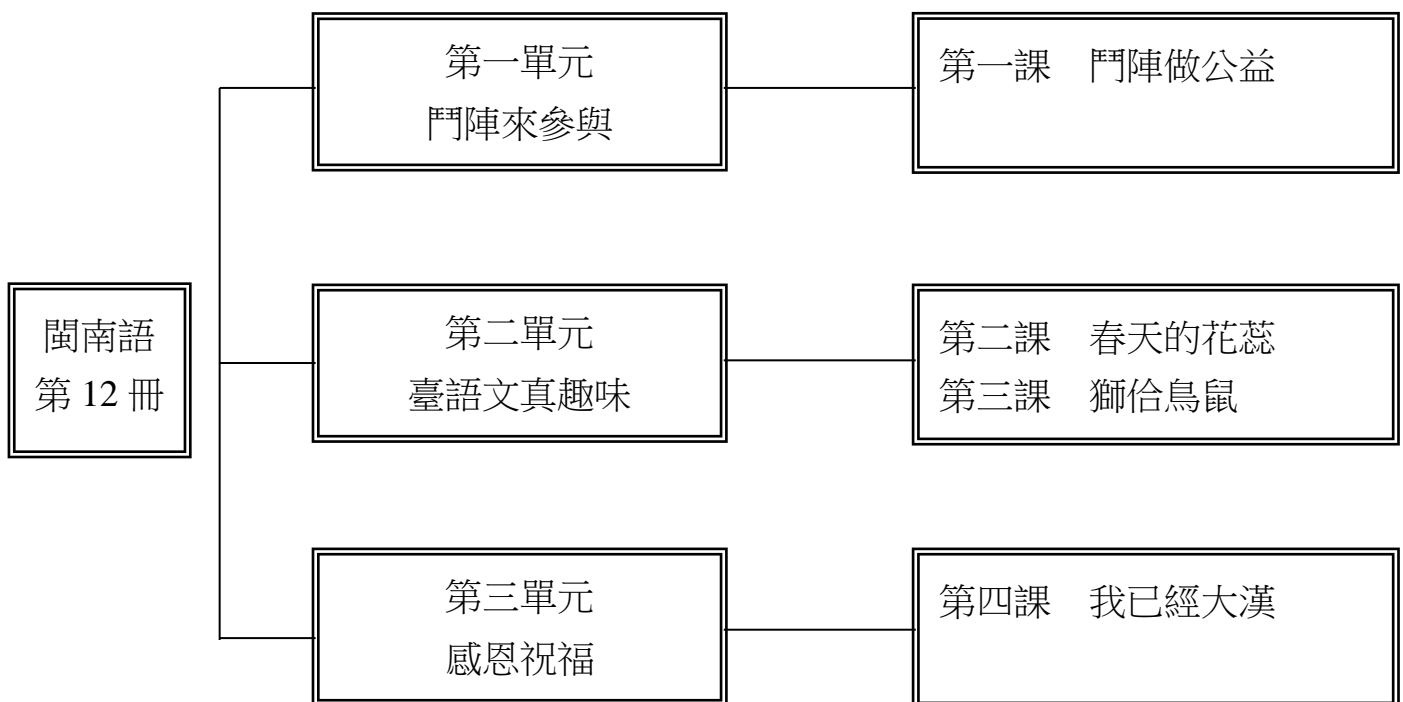 閩南語
第 12 冊
第一單元
鬥陣來參與
第一課　鬥陣做公益
第二單元
臺語文真趣味
第二課　春天的花蕊
第三課　獅佮鳥鼠
第三單元
感恩祝福
第四課　我已經大漢